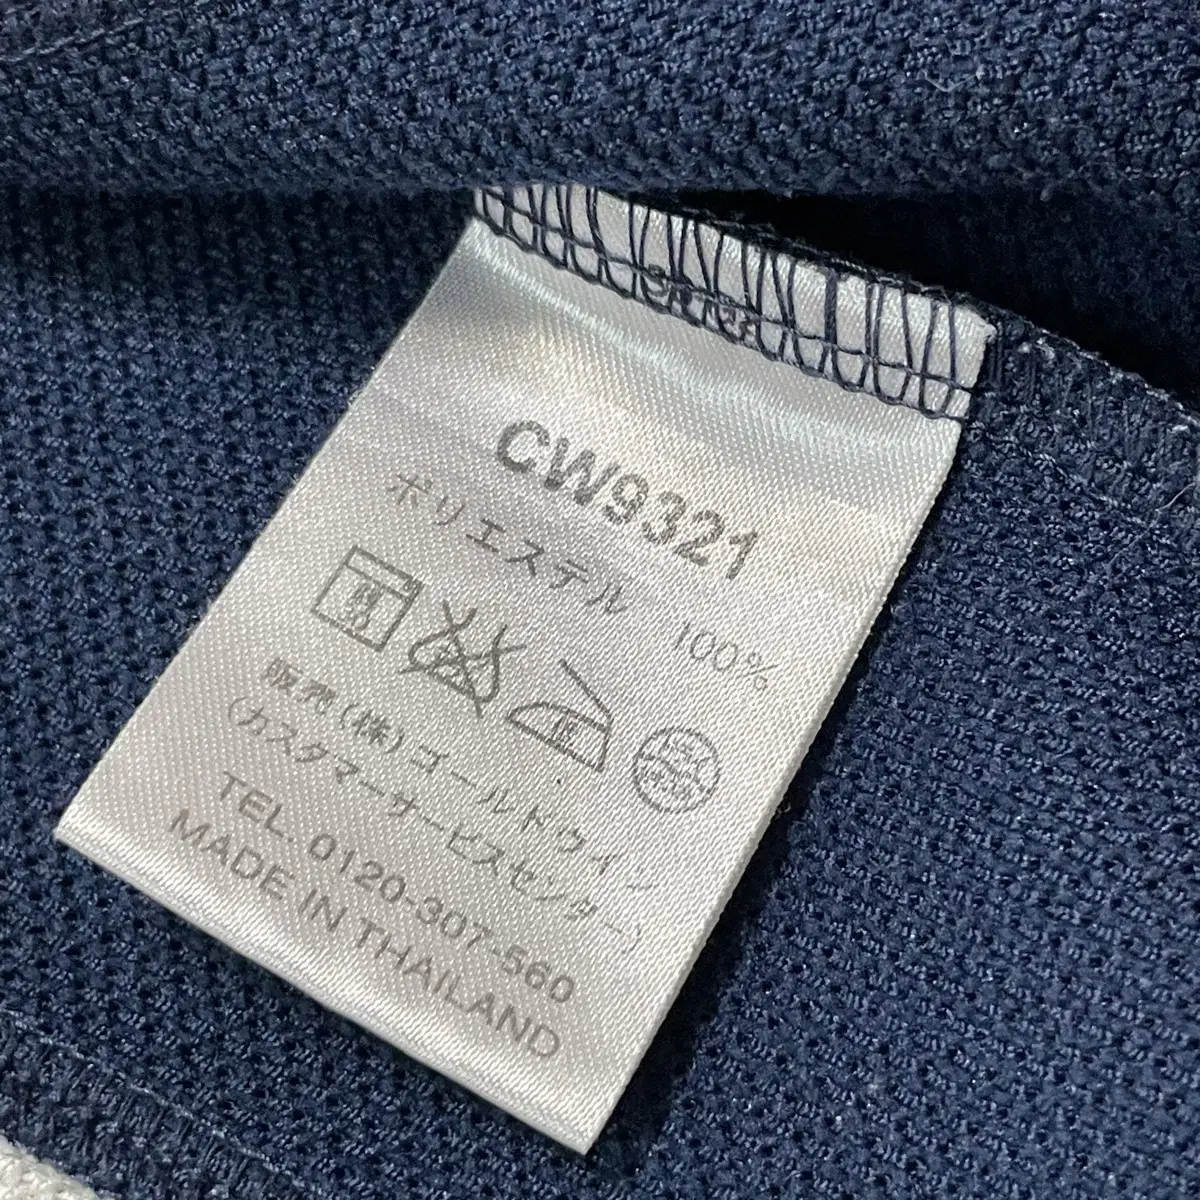 CW9321
ポリエステル 100%
販売 (株)ゴールドウイン
(カスタマーサービスセンター)
TEL. 0120-307-560
MADE IN THAILAND